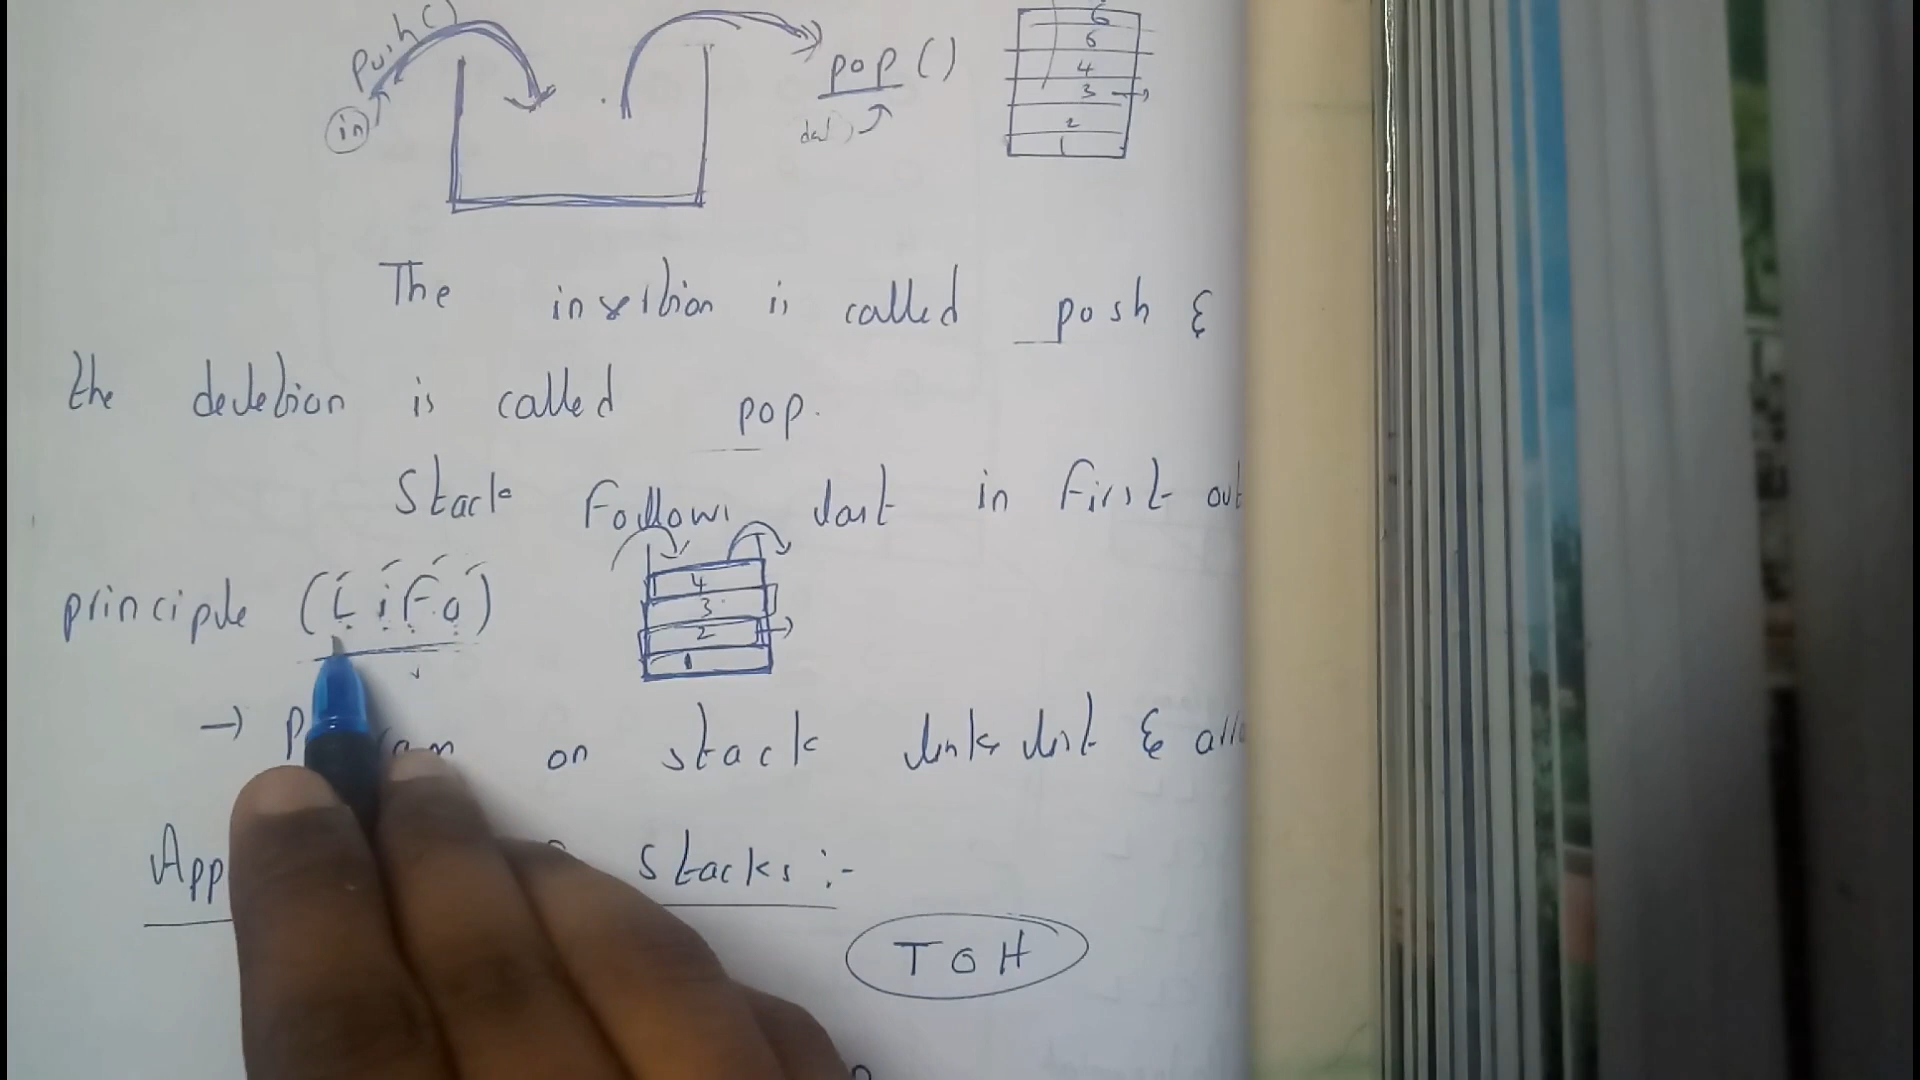 push()
in
pop()
del
6
6
4
3
2
1
The insertion is called push &
the deletion is called pop.
Stack Follows last in first out
principle (LiFo)
4
3
2
1
→ on stack link list &
App Stacks :-
TOH